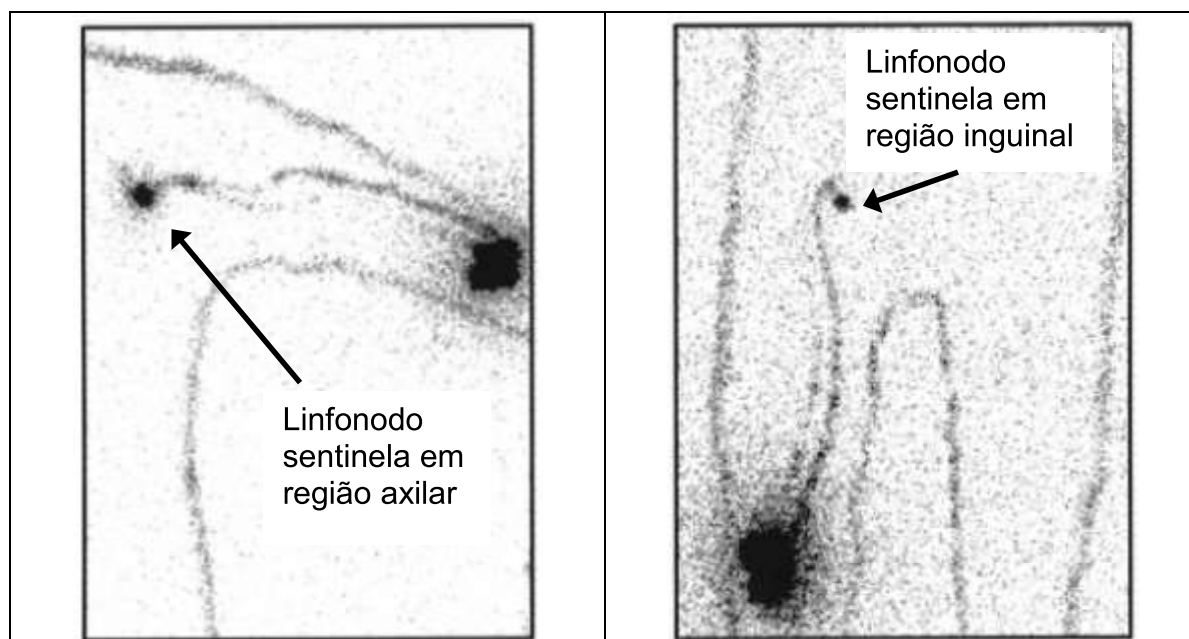 Linfonodo
sentinela em
região axilar
Linfonodo
sentinela em
região inguinal